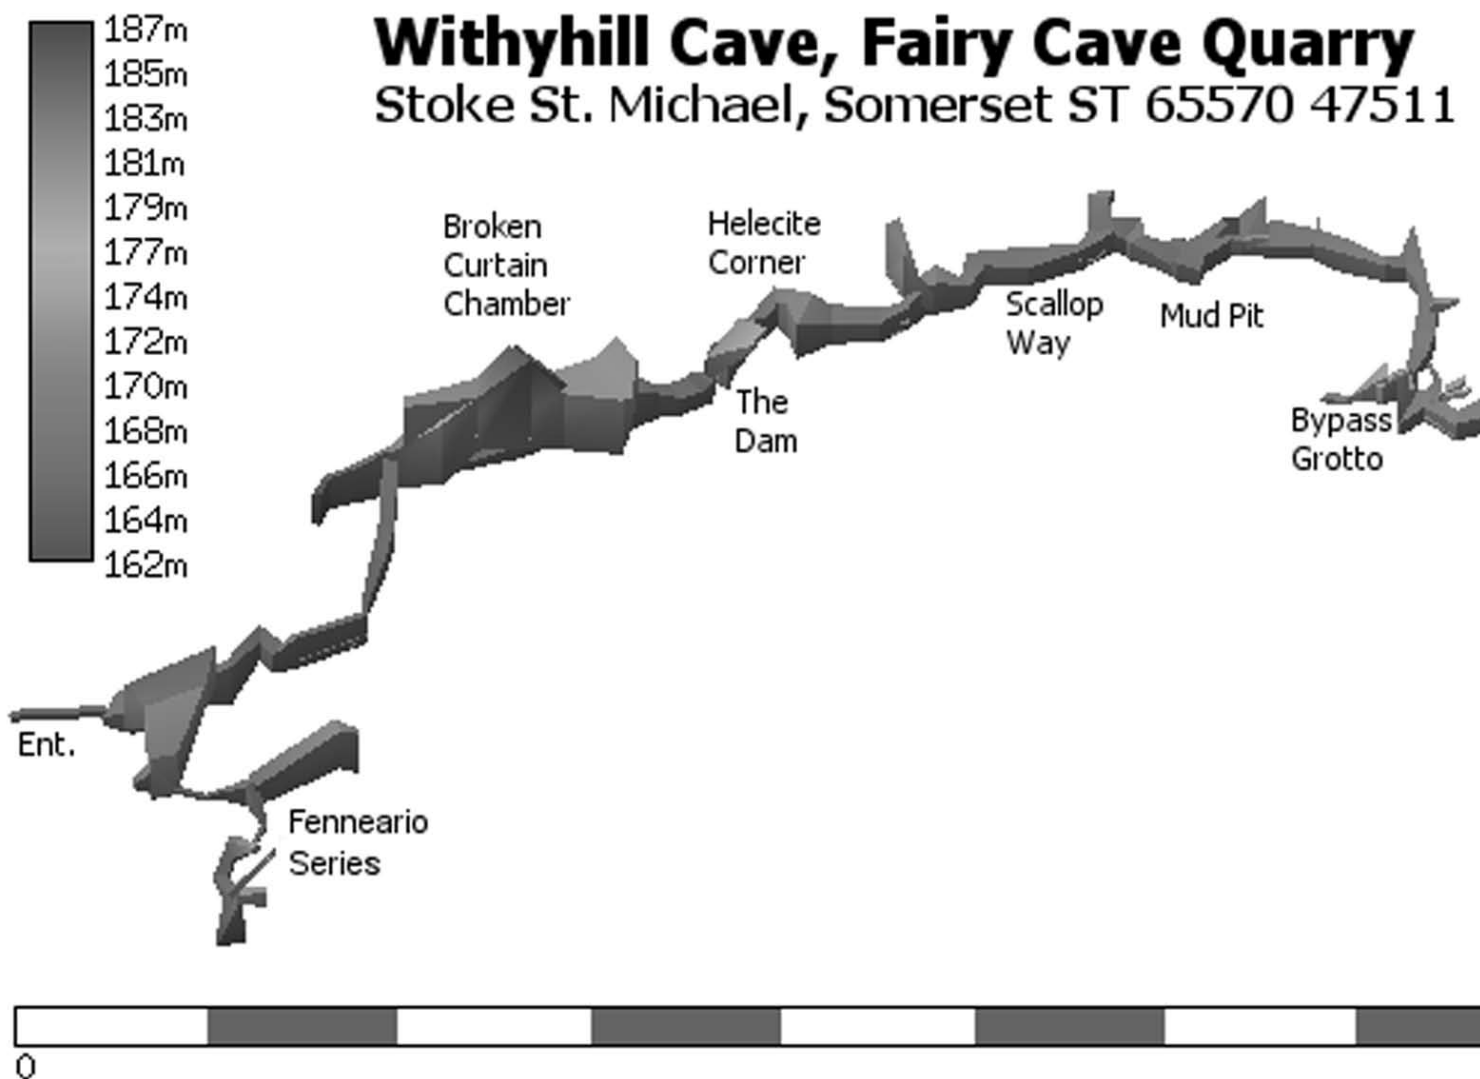 Withyhill Cave, Fairy Cave Quarry
Stoke St. Michael, Somerset ST 65570 47511
187m
185m
183m
181m
179m
177m
174m
172m
170m
168m
166m
164m
162m
Broken
Curtain
Chamber
Helecite
Corner
The
Dam
Scallop
Way
Mud Pit
Bypass
Grotto
Ent.
Fenneario
Series
0